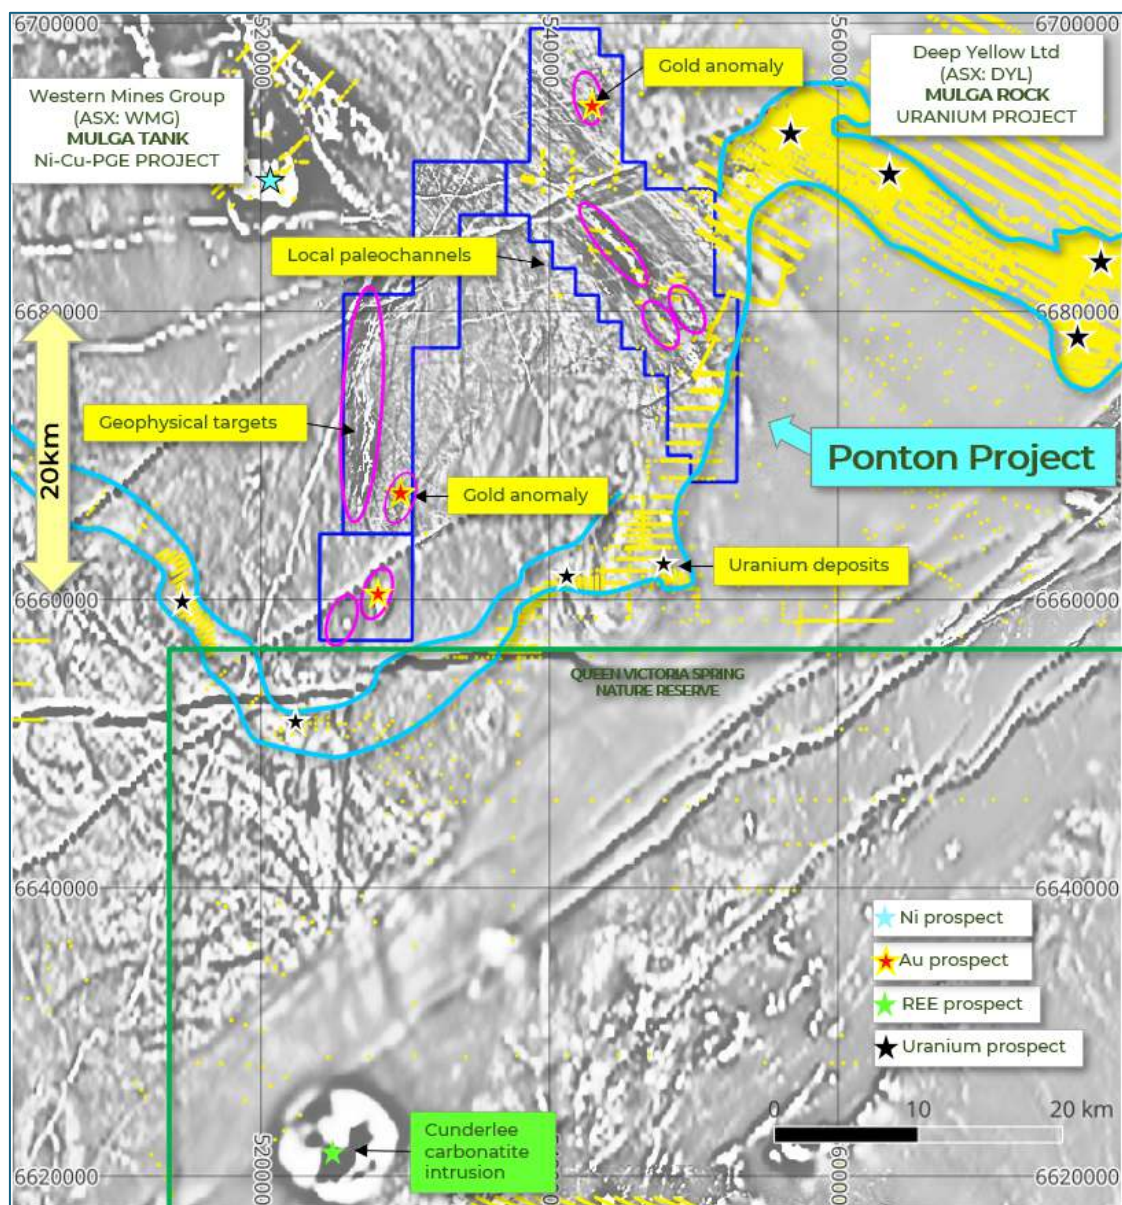 6700000
520000
540000
560000
6700000
Western Mines Group
(ASX: WMG)
MULGA TANK
Ni-Cu-PGE PROJECT
Gold anomaly
Deep Yellow Ltd
(ASX: DYL)
MULGA ROCK
URANIUM PROJECT
Local paleochannels
6680000
6680000
20km
Geophysical targets
Ponton Project
Gold anomaly
Uranium deposits
6660000
6660000
QUEEN VICTORIA SPRING
NATURE RESERVE
6640000
6640000
Ni prospect
Au prospect
REE prospect
Uranium prospect
0
10
20 km
Cunderlee
carbonatite
intrusion
6620000
520000
6620000